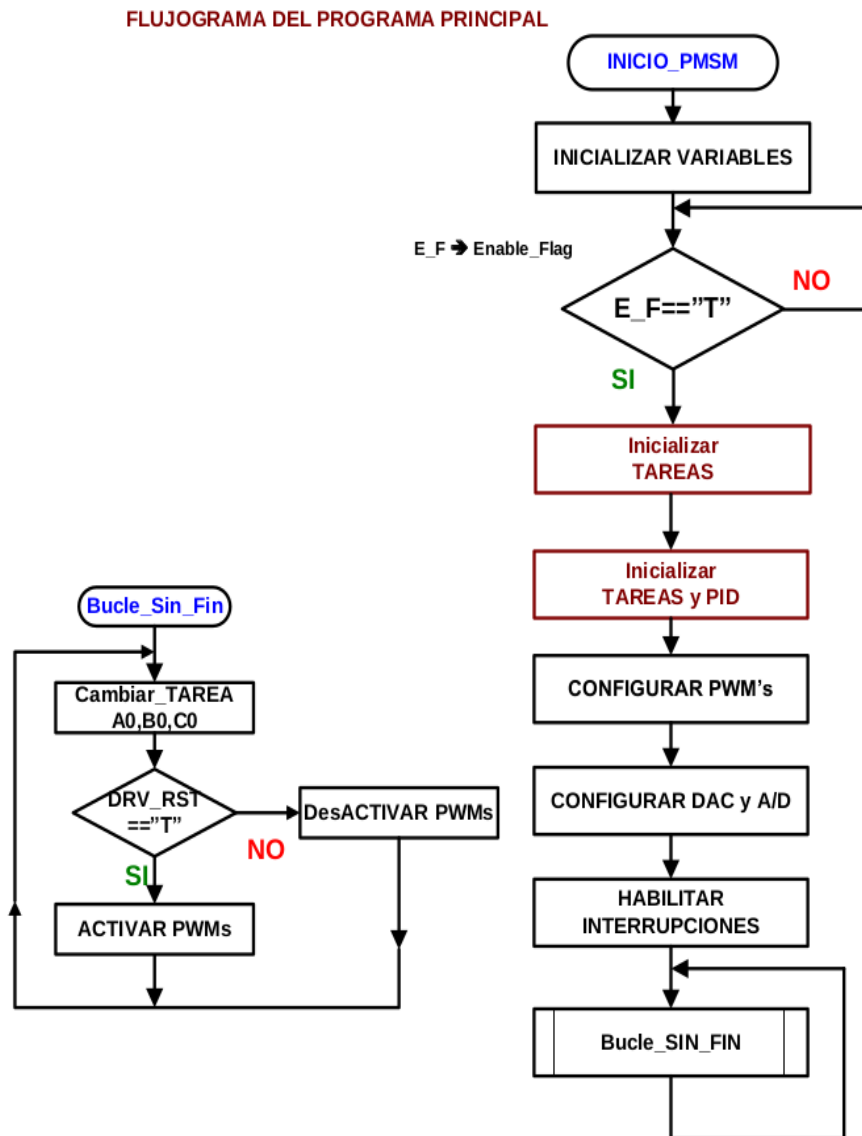 FLUJOGRAMA DEL PROGRAMA PRINCIPAL
INICIO_PMSM
INICIALIZAR VARIABLES
E_F ➔ Enable_Flag
E_F==”T”
NO
SI
Inicializar
TAREAS
Inicializar
TAREAS y PID
CONFIGURAR PWM’s
CONFIGURAR DAC y A/D
HABILITAR
INTERRUPCIONES
Bucle_SIN_FIN
Bucle_Sin_Fin
Cambiar_TAREA
A0,B0,C0
DRV_RST
==”T”
NO
DesACTIVAR PWMs
SI
ACTIVAR PWMs